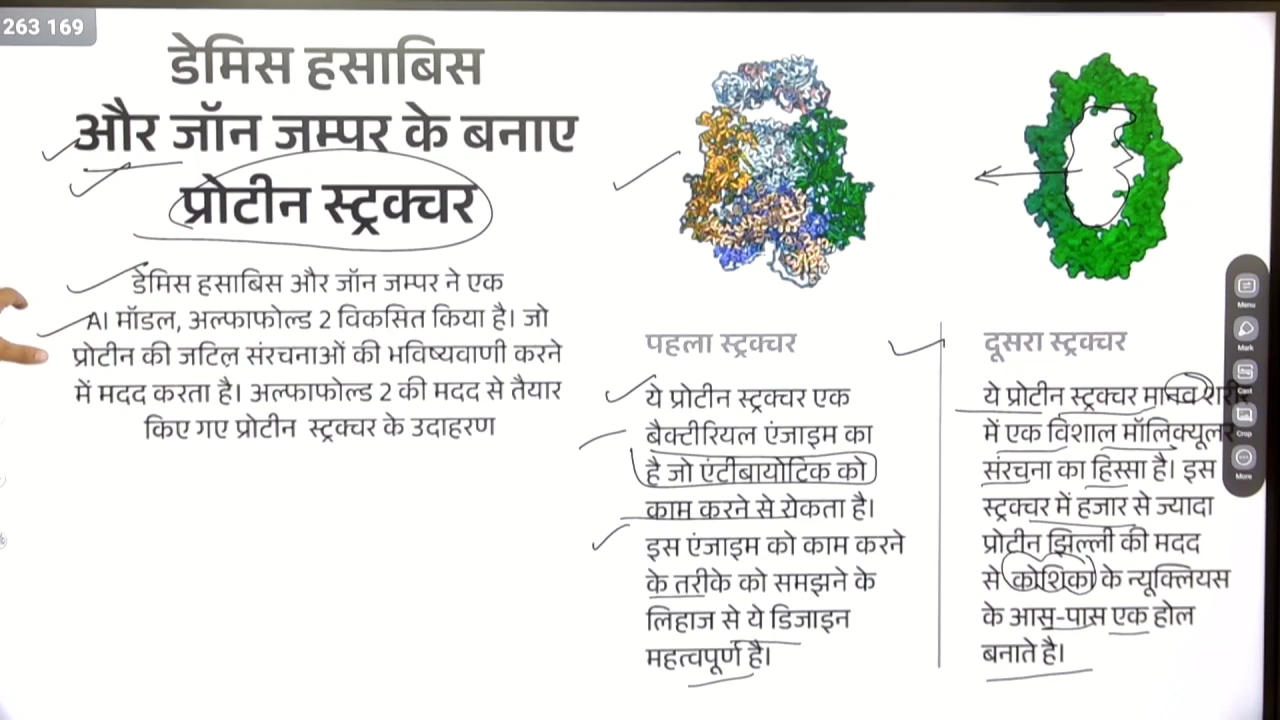 263 169
डेमिस हसाबिस
और जॉन जम्पर के बनाए
प्रोटीन स्ट्रक्चर
डेमिस हसाबिस और जॉन जम्पर ने एक
AI मॉडल, अल्फाफोल्ड 2 विकसित किया है। जो
प्रोटीन की जटिल संरचनाओं की भविष्यवाणी करने
में मदद करता है। अल्फाफोल्ड 2 की मदद से तैयार
किए गए प्रोटीन स्ट्रक्चर के उदाहरण
पहला स्ट्रक्चर
ये प्रोटीन स्ट्रक्चर एक
बैक्टीरियल एंजाइम का
है जो एंटीबायोटिक को
काम करने से रोकता है।
इस एंजाइम को काम करने
के तरीके को समझने के
लिहाज से ये डिजाइन
महत्वपूर्ण है।
दूसरा स्ट्रक्चर
ये प्रोटीन स्ट्रक्चर मानव शरीर
में एक विशाल मॉलिक्यूलर
संरचना का हिस्सा है। इस
स्ट्रक्चर में हजार से ज्यादा
प्रोटीन झिल्ली की मदद
से कोशिका के न्यूक्लियस
के आस-पास एक होल
बनाते है।
Menu
Mark
Cast
Crop
More